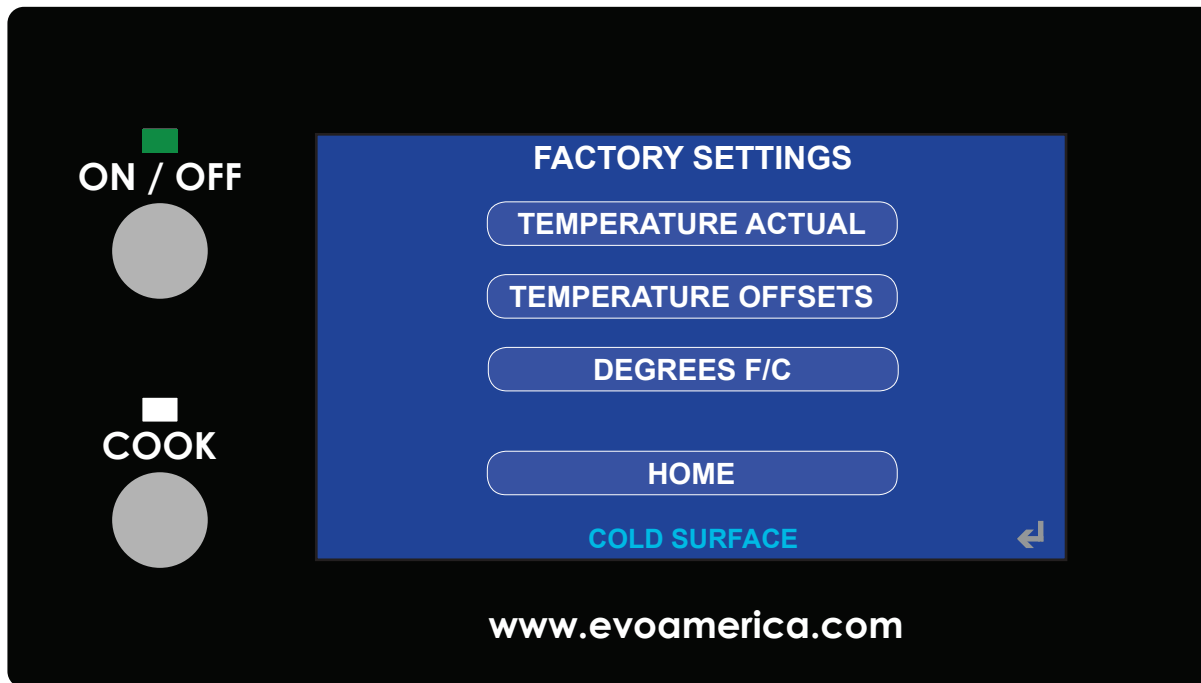 ON / OFF
COOK
FACTORY SETTINGS
TEMPERATURE ACTUAL
TEMPERATURE OFFSETS
DEGREES F/C
HOME
COLD SURFACE
www.evoamerica.com